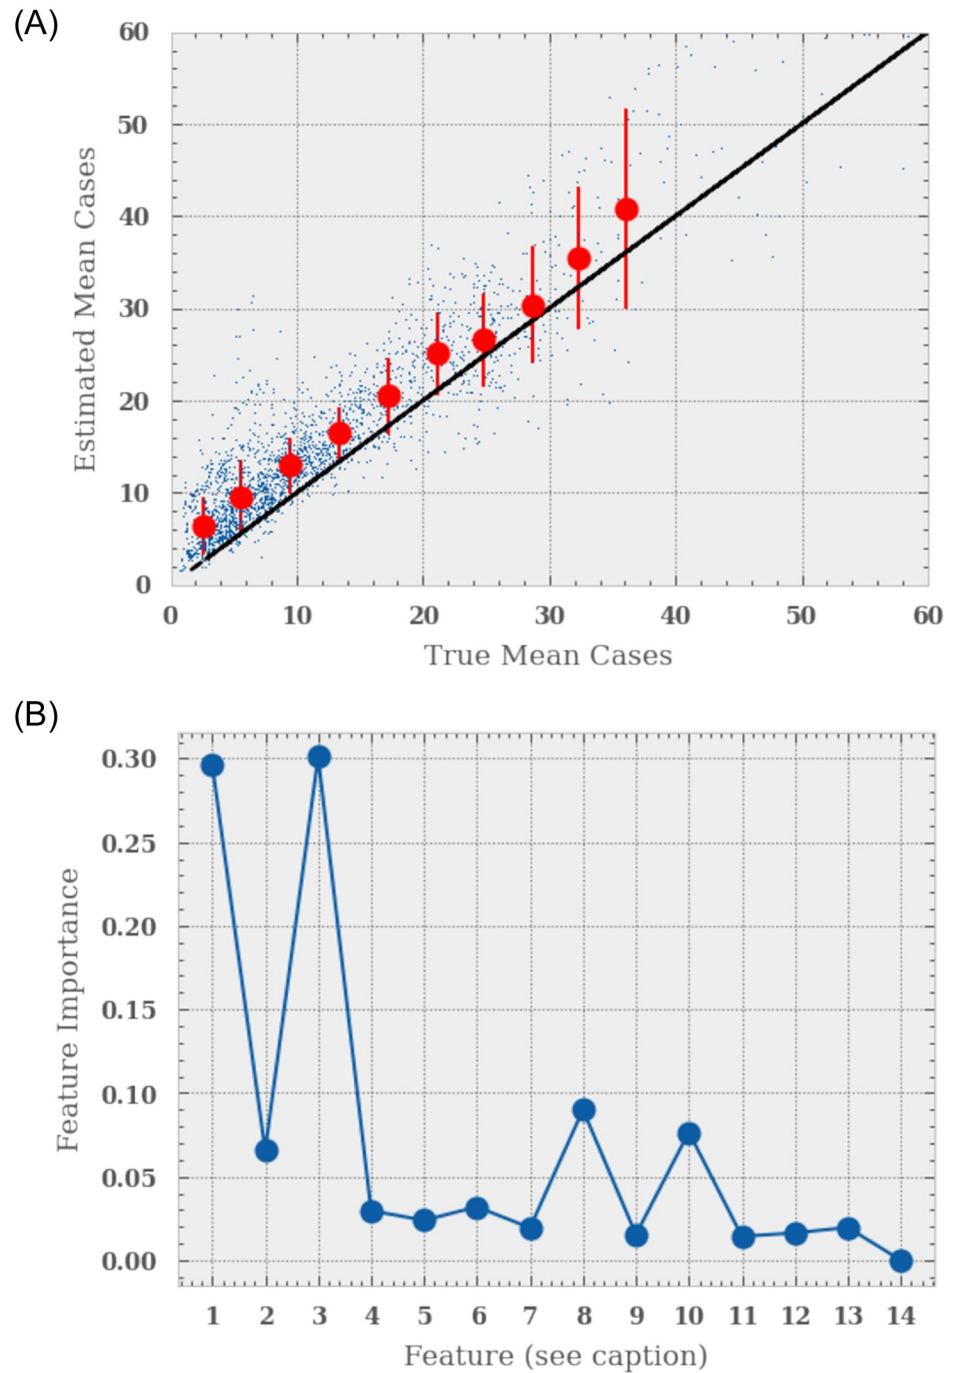 (A)
60
50
40
30
20
10
0
Estimated Mean Cases
0 10 20 30 40 50 60
True Mean Cases
(B)
0.30
0.25
0.20
0.15
0.10
0.05
0.00
Feature Importance
1 2 3 4 5 6 7 8 9 10 11 12 13 14
Feature (see caption)